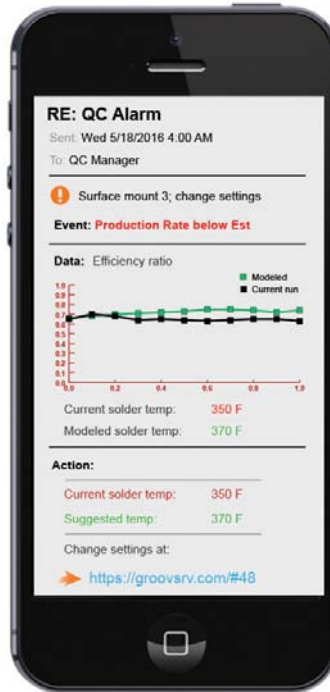 RE: QC Alarm
Sent: Wed 5/18/2016 4:00 AM
To: QC Manager
! Surface mount 3; change settings
Event: Production Rate below Est
Data: Efficiency ratio
Modeled
Current run
1.0
0.9
0.8
0.7
0.6
0.5
0.4
0.3
0.2
0.1
0.0
0.0 0.2 0.4 0.6 0.8 1.0
Current solder temp: 350 F
Modeled solder temp: 370 F
Action:
Current solder temp: 350 F
Suggested temp: 370 F
Change settings at:
https://groovsrv.com/#48